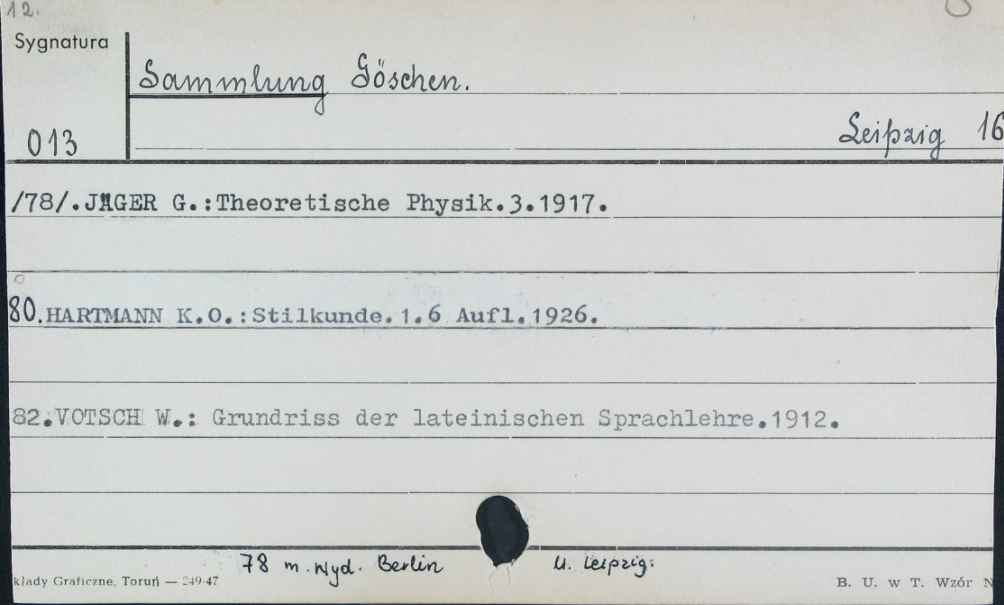 12.
Sygnatura
Sammlung Göschen.
013
Leipzig 16
/78/.JÄGER G.:Theoretische Physik.3.1917.
80.HARTMANN K.O.:Stilkunde.1.6 Aufl.1926.
82.VOTSCH W.: Grundriss der lateinischen Sprachlehre.1912.
78 m.wyd. Berlin u. Leipzig.
kłady Graficzne, Toruń — 249-47
B. U. w T. Wzór N